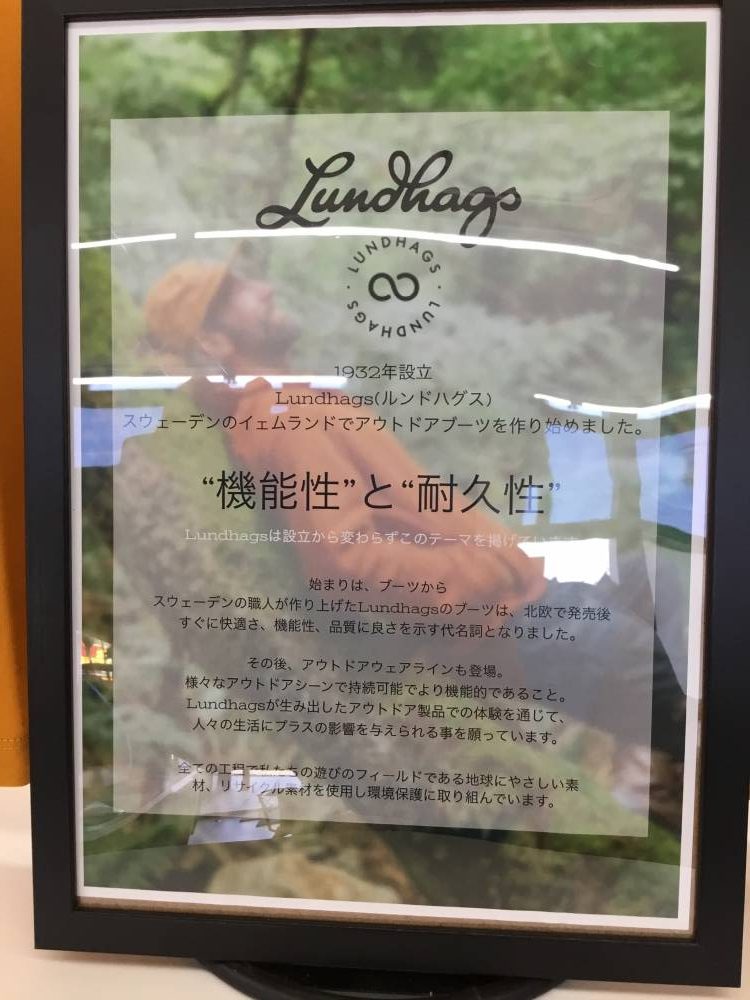 Lundhags
LUNDHAGS · LUNDHAGS · LUNDHAGS ·
1932年設立
Lundhags(ルンドハグス)
スウェーデンのイェムランドでアウトドアブーツを作り始めました。
“機能性”と“耐久性”
Lundhagsは設立から変わらずこのテーマを掲げています
始まりは、ブーツから
スウェーデンの職人が作り上げたLundhagsのブーツは、北欧で発売後
すぐに快適さ、機能性、品質に良さを示す代名詞となりました。
その後、アウトドアウェアラインも登場。
様々なアウトドアシーンで持続可能でより機能的であること。
Lundhagsが生み出したアウトドア製品での体験を通じて、
人々の生活にプラスの影響を与えられる事を願っています。
全ての工程で私たちの遊びのフィールドである地球にやさしい素
材、リサイクル素材を使用し環境保護に取り組んでいます。